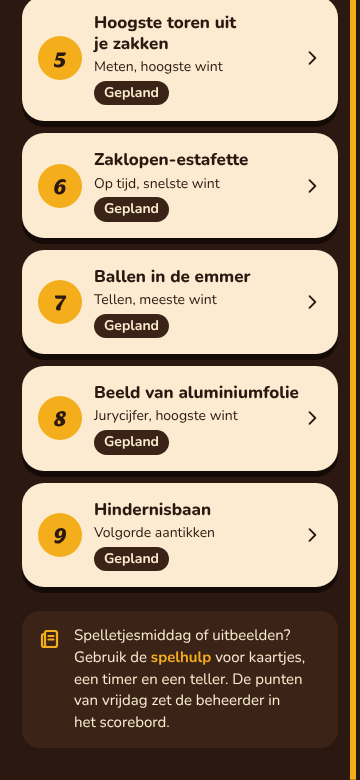 5
Hoogste toren uit
je zakken
Meten, hoogste wint
Gepland
6
Zaklopen-estafette
Op tijd, snelste wint
Gepland
7
Ballen in de emmer
Tellen, meeste wint
Gepland
8
Beeld van aluminiumfolie
Jurycijfer, hoogste wint
Gepland
9
Hindernisbaan
Volgorde aantikken
Gepland
Spelletjesmiddag of uitbeelden?
Gebruik de spelhulp voor kaartjes,
een timer en een teller. De punten
van vrijdag zet de beheerder in
het scorebord.